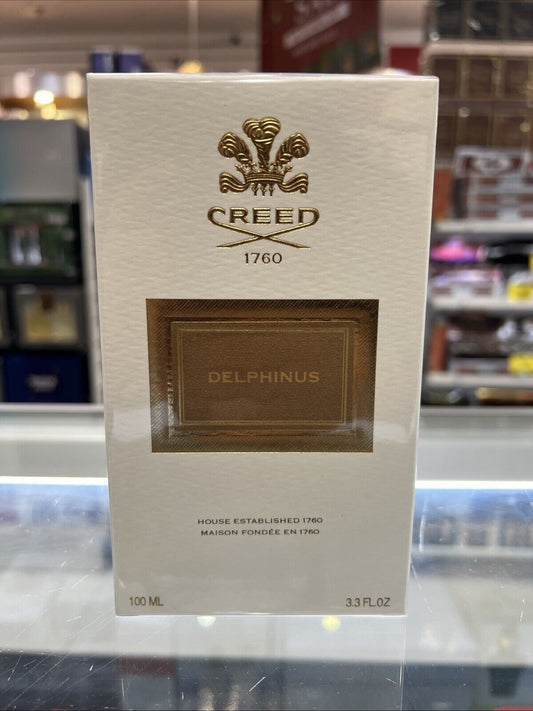 CREED
1760
DELPHINUS
HOUSE ESTABLISHED 1760
MAISON FONDÉE EN 1760
100 ML 3.3 FL.OZ